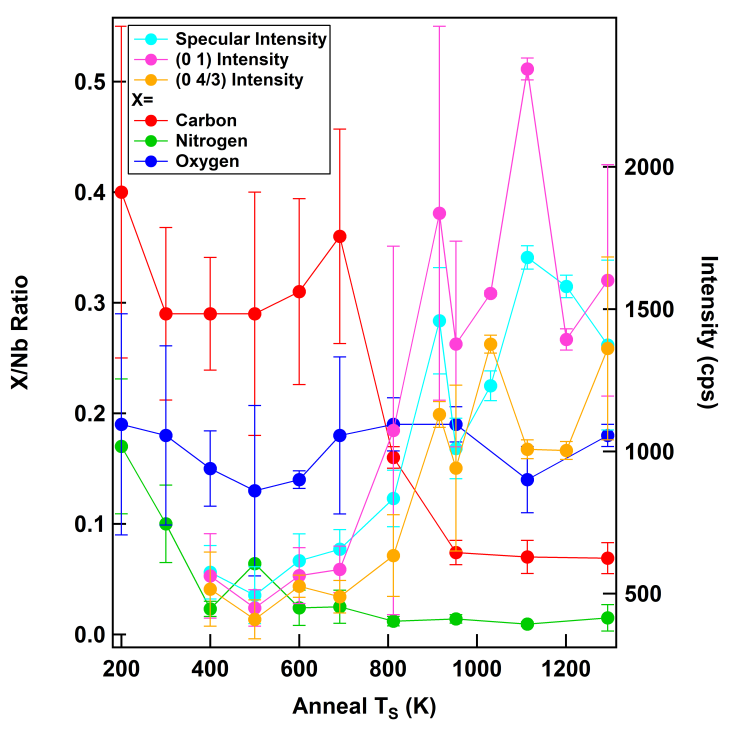 Specular Intensity
(0 1) Intensity
(0 4/3) Intensity
X=
Carbon
Nitrogen
Oxygen
X/Nb Ratio
0.5
0.4
0.3
0.2
0.1
0.0
2000
1500
1000
500
Intensity (cps)
200 400 600 800 1000 1200
Anneal TS (K)